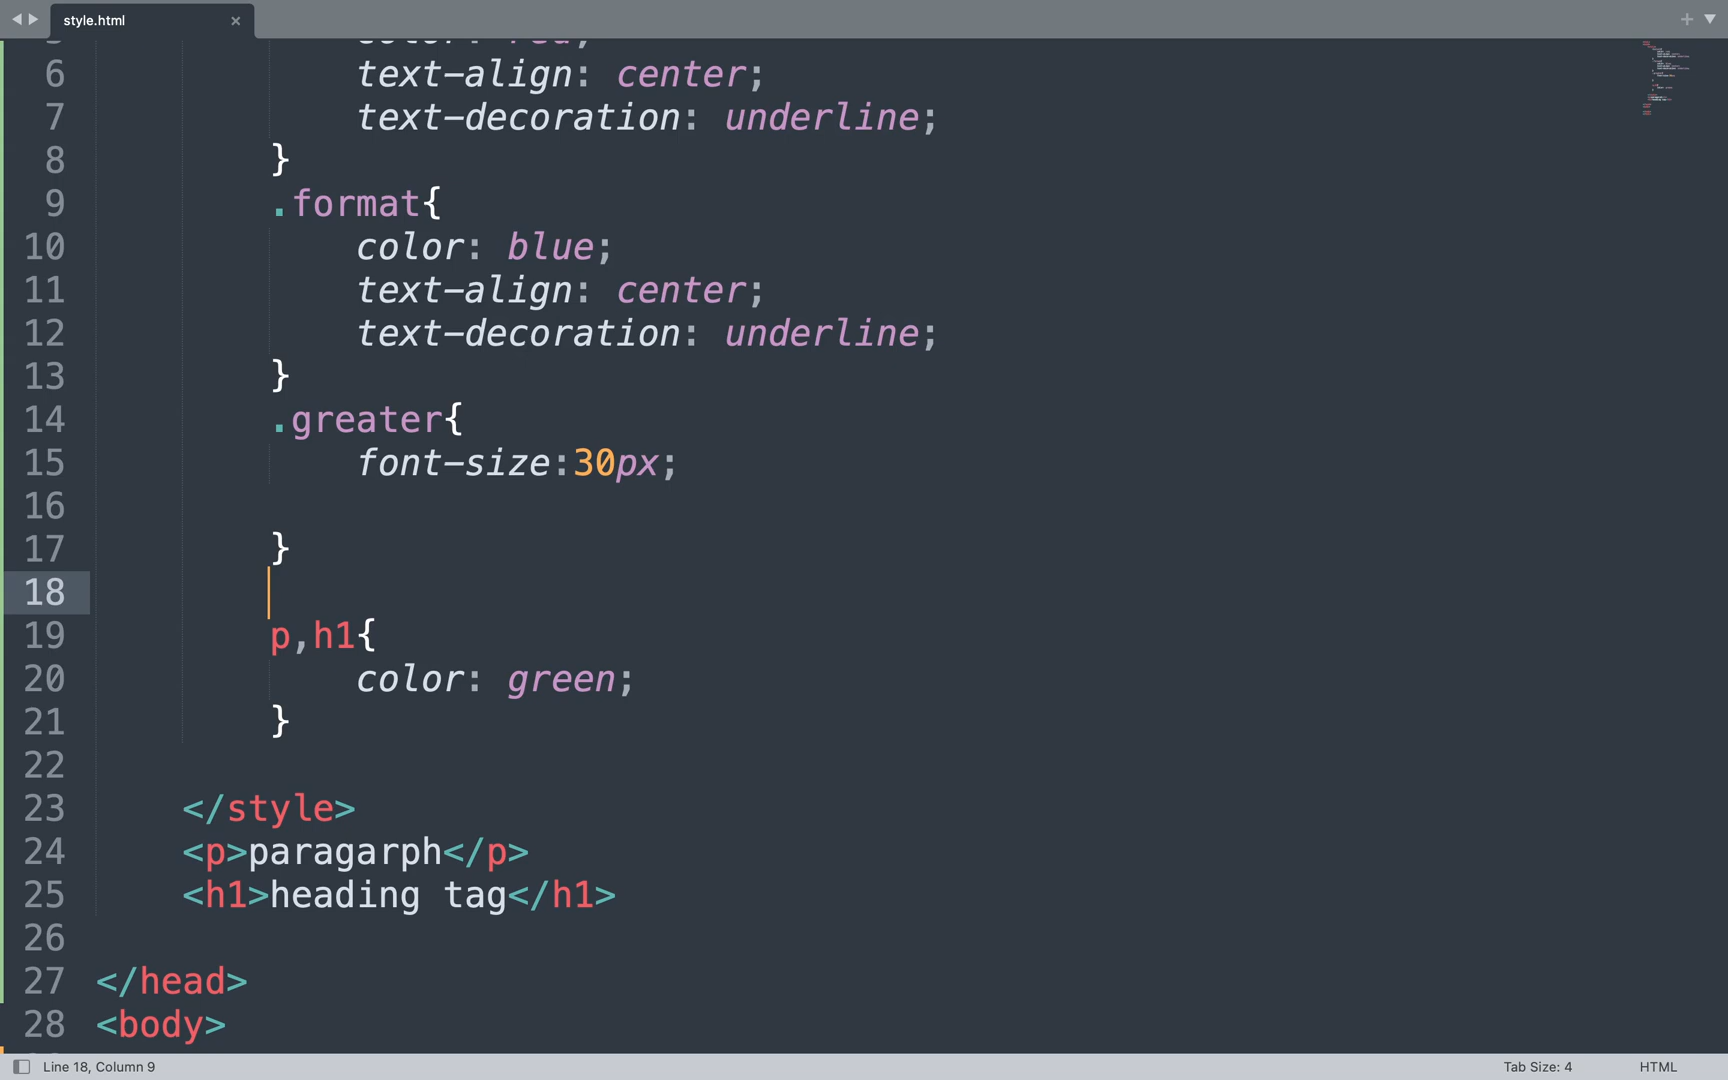 style.html
5 color: red;
6 text-align: center;
7 text-decoration: underline;
8 }
9 .format{
10 color: blue;
11 text-align: center;
12 text-decoration: underline;
13 }
14 .greater{
15 font-size:30px;
16
17 }
18
19 p,h1{
20 color: green;
21 }
22
23 </style>
24 <p>paragarph</p>
25 <h1>heading tag</h1>
26
27 </head>
28 <body>
Line 18, Column 9
Tab Size: 4
HTML